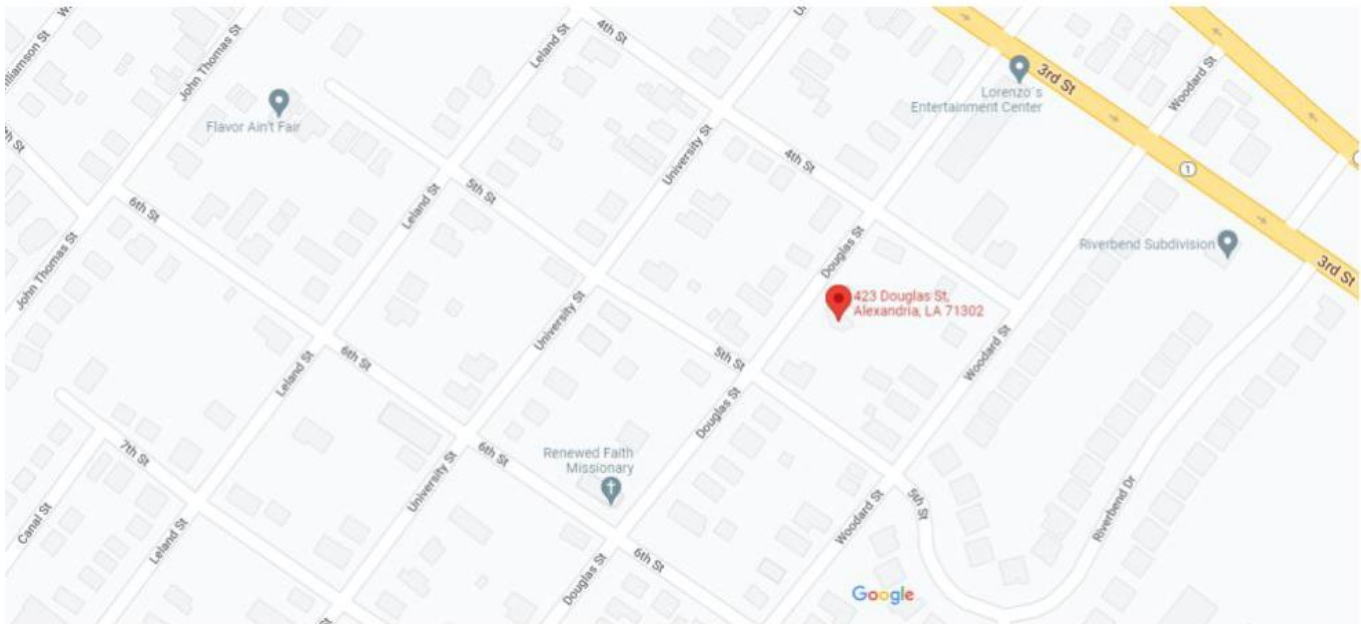 John Thomas St
Leland St
4th St
3rd St
Woodard St
Lorenzo's
Entertainment Center
Flavor Ain't Fair
University St
4th St
1
6th St
5th St
Leland St
Douglas St
Riverbend Subdivision
3rd St
John Thomas St
423 Douglas St,
Alexandria, LA 71302
University St
Woodard St
5th St
6th St
Leland St
Douglas St
7th St
6th St
Renewed Faith
Missionary
University St
5th St
Woodard St
Riverbend Dr
Canal St
Leland St
6th St
Douglas St
Google